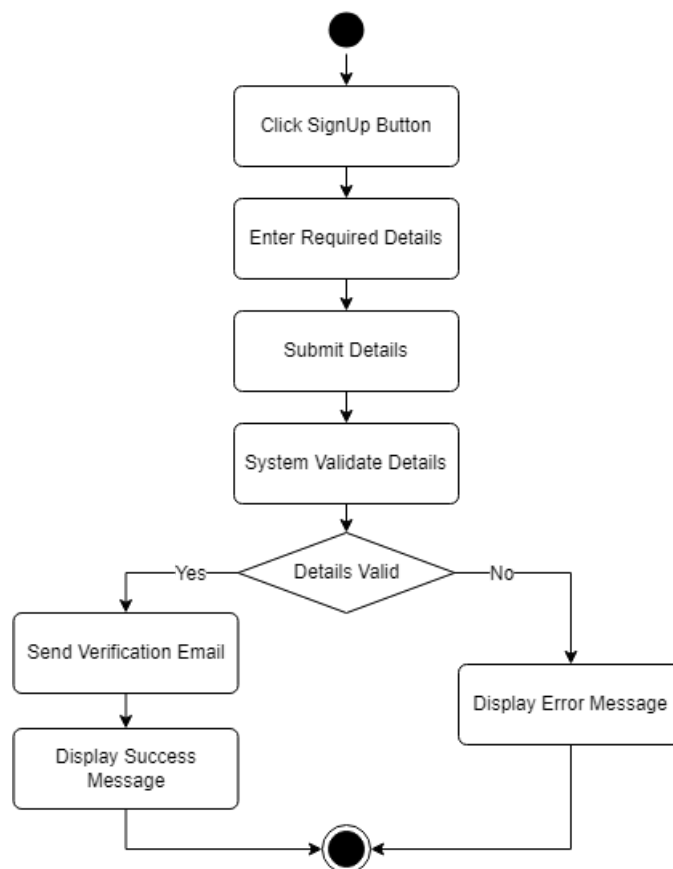 Click SignUp Button
Enter Required Details
Submit Details
System Validate Details
Details Valid
Yes
No
Send Verification Email
Display Error Message
Display Success
Message